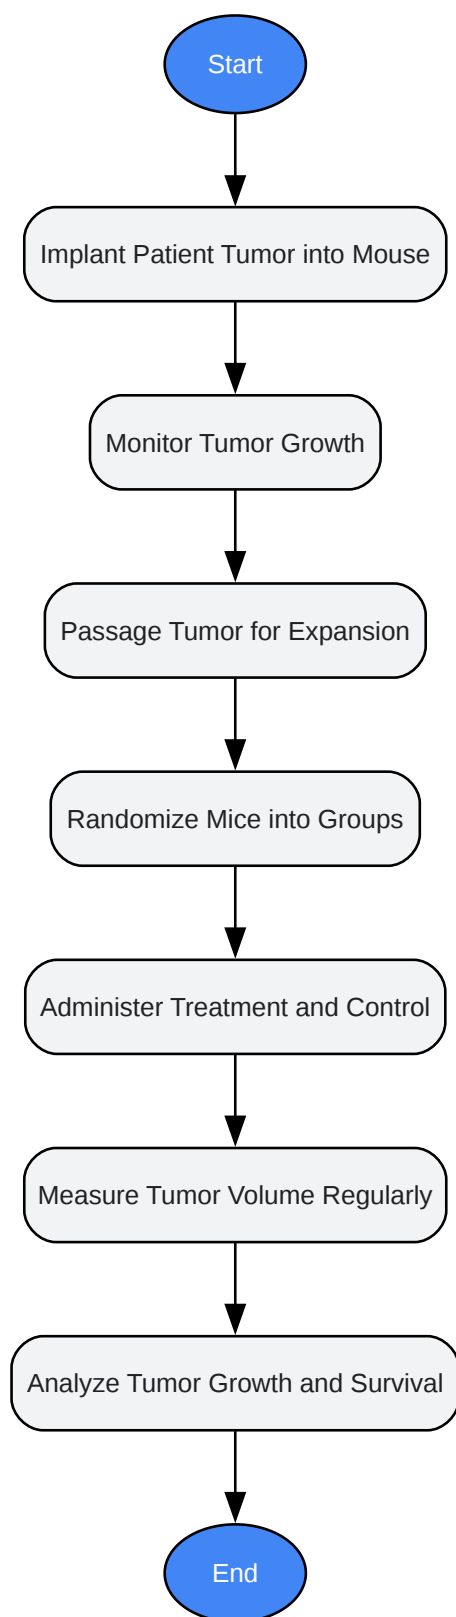 Start
Implant Patient Tumor into Mouse
Monitor Tumor Growth
Passage Tumor for Expansion
Randomize Mice into Groups
Administer Treatment and Control
Measure Tumor Volume Regularly
Analyze Tumor Growth and Survival
End